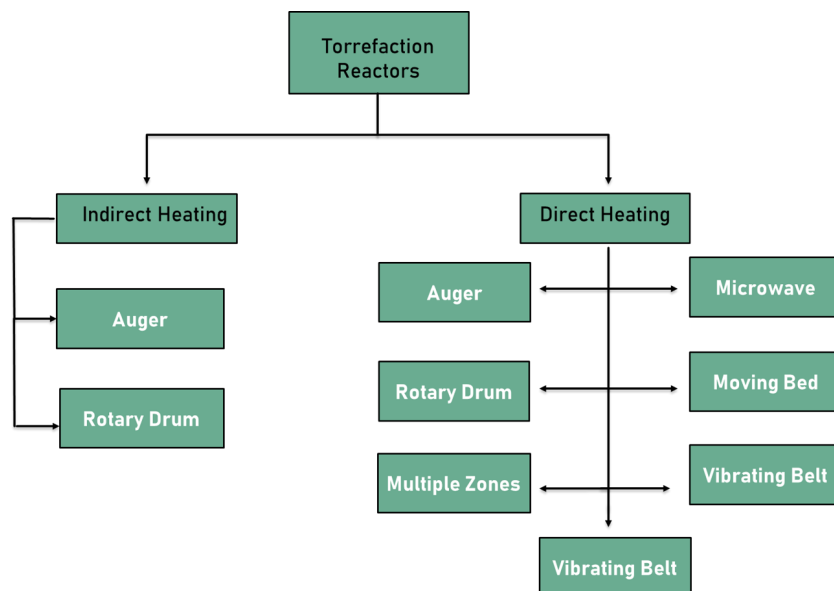 Torrefaction
Reactors
Indirect Heating
Direct Heating
Auger
Rotary Drum
Auger
Microwave
Rotary Drum
Moving Bed
Multiple Zones
Vibrating Belt
Vibrating Belt